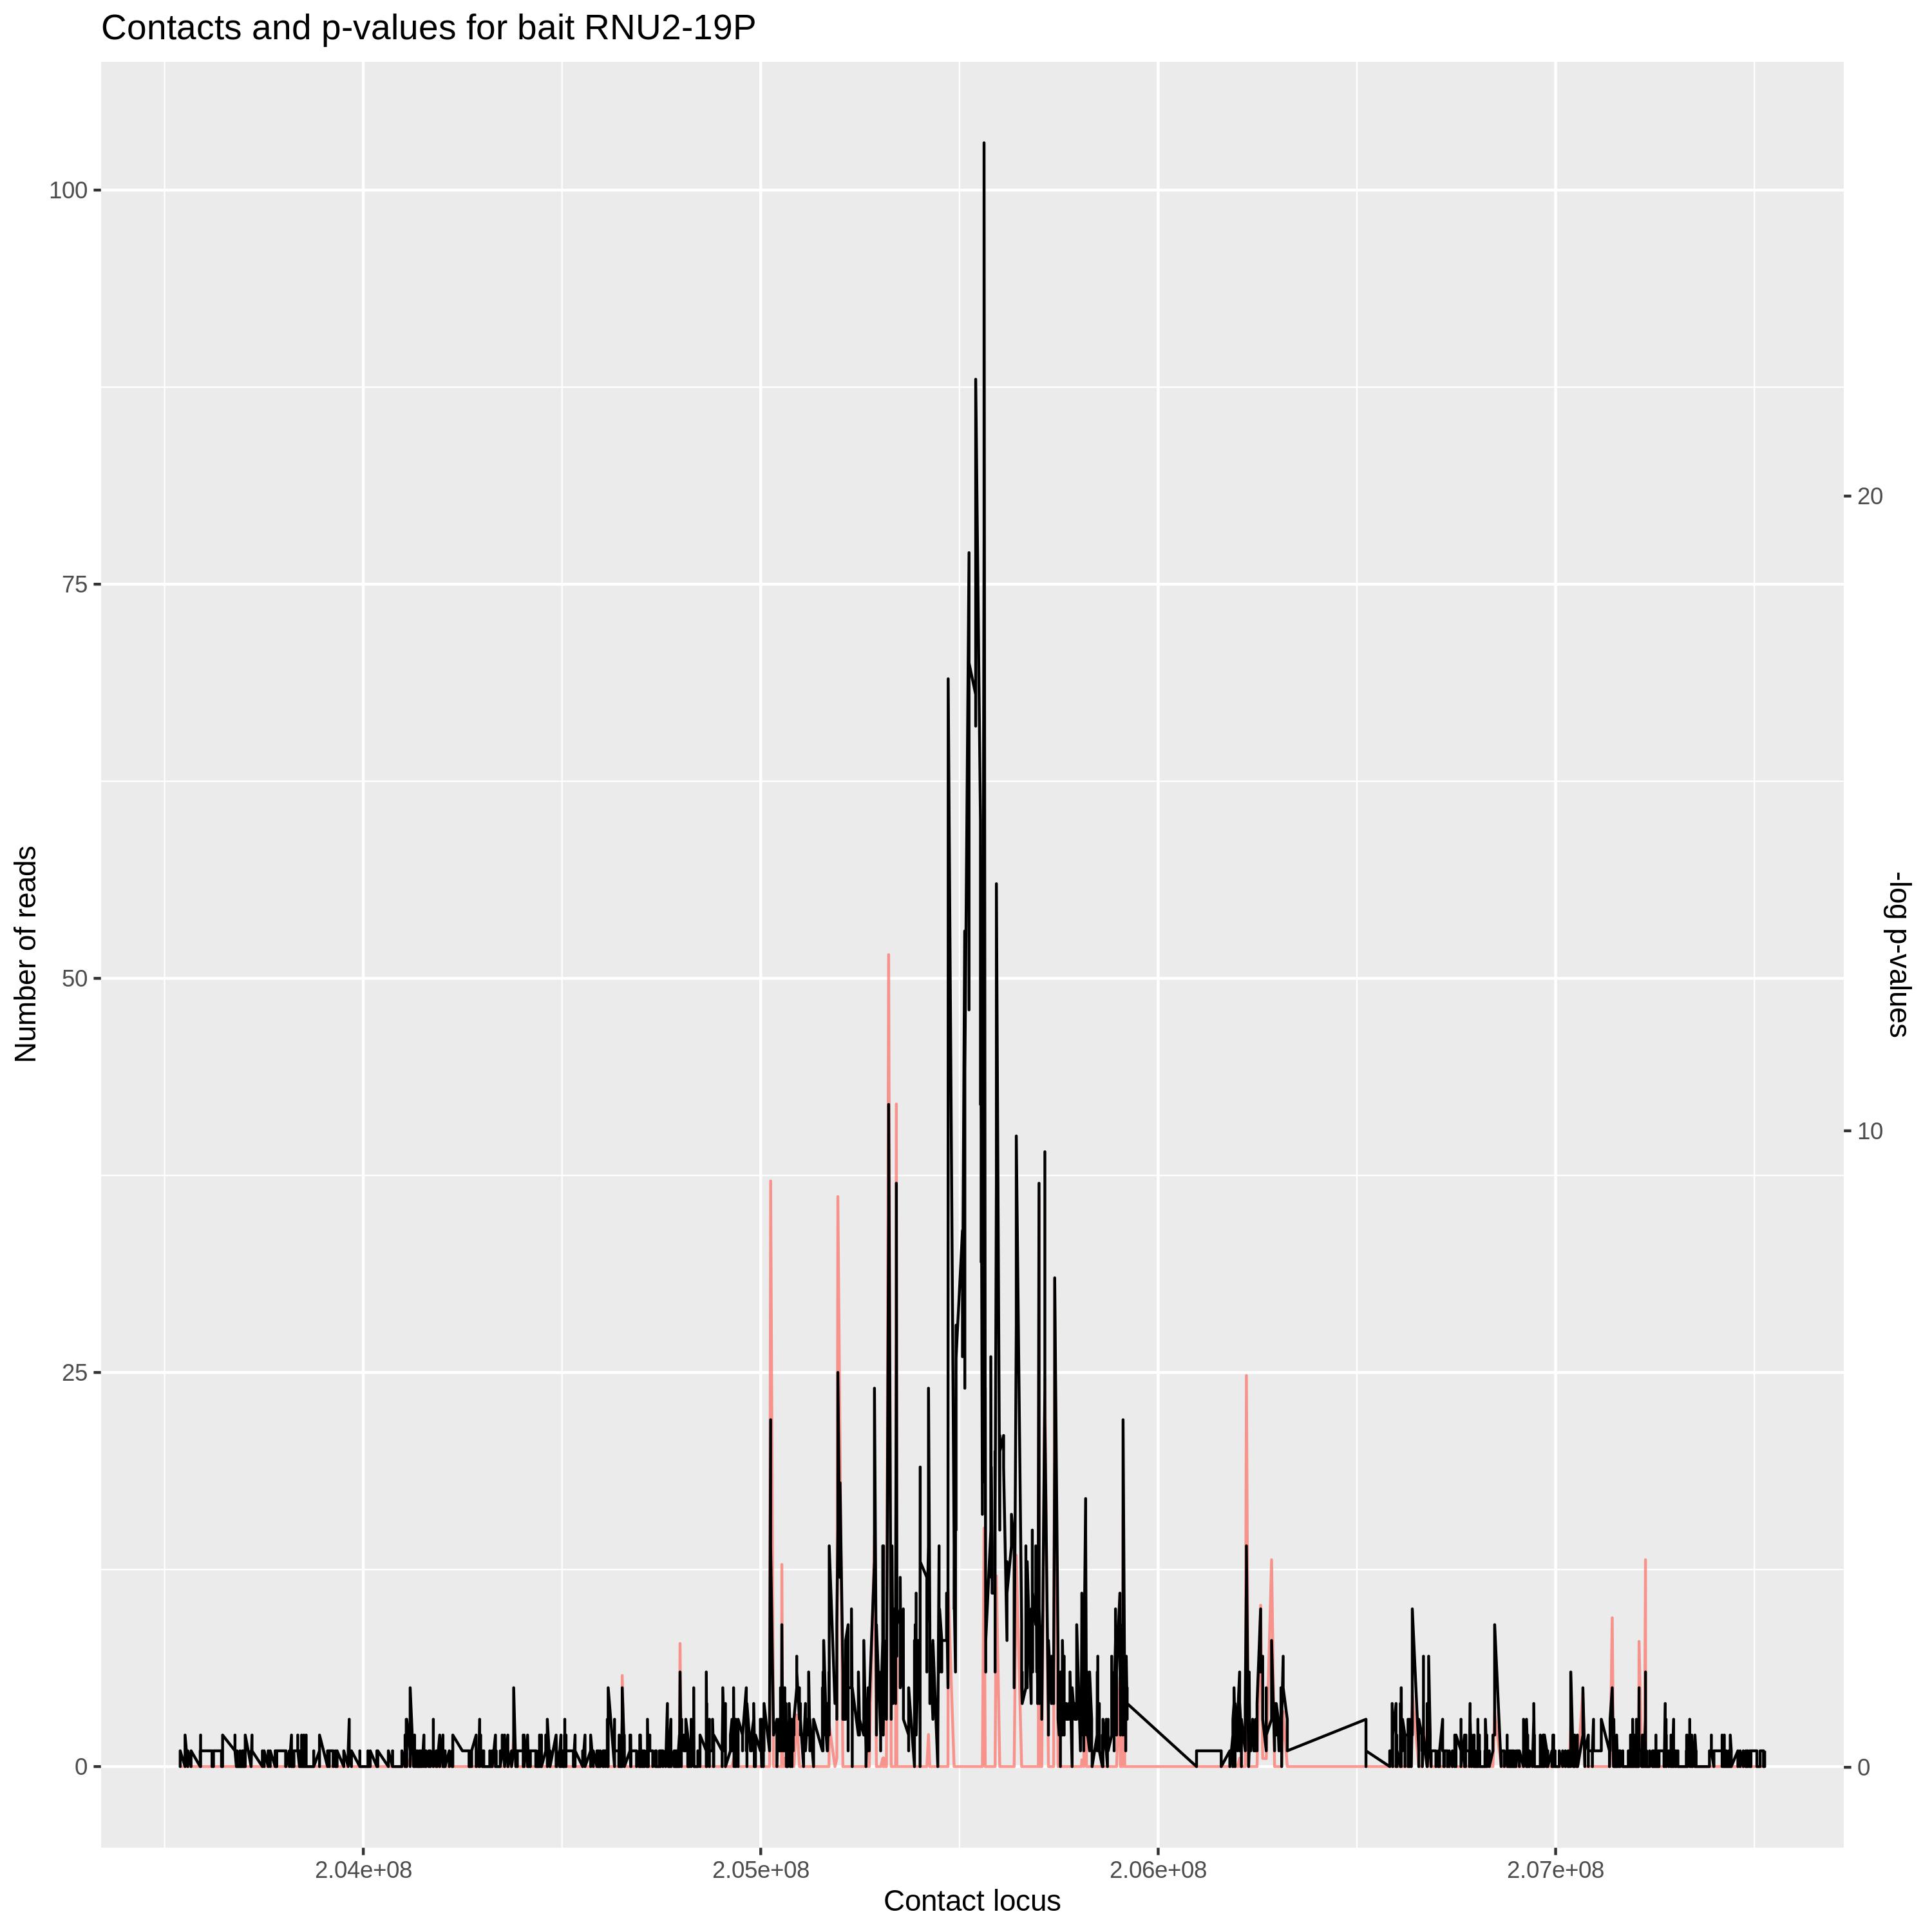 Contacts and p-values for bait RNU2-19P
100
75
50
25
0
Number of reads
20
10
0
-log p-values
2.04e+08
2.05e+08
2.06e+08
2.07e+08
Contact locus